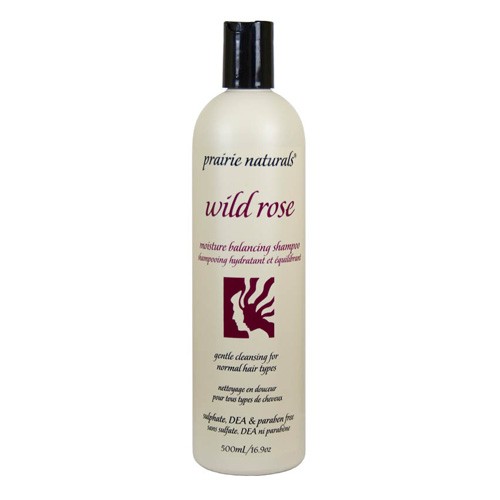 prairie naturals®
wild rose
moisture balancing shampoo
shampooing hydratant et équilibrant
gentle cleansing for
normal hair types
nettoyage en douceur
pour tous types de cheveux
sulphate, DEA & paraben free
sans sulfate, DEA ni parabène
500ml/16.9oz